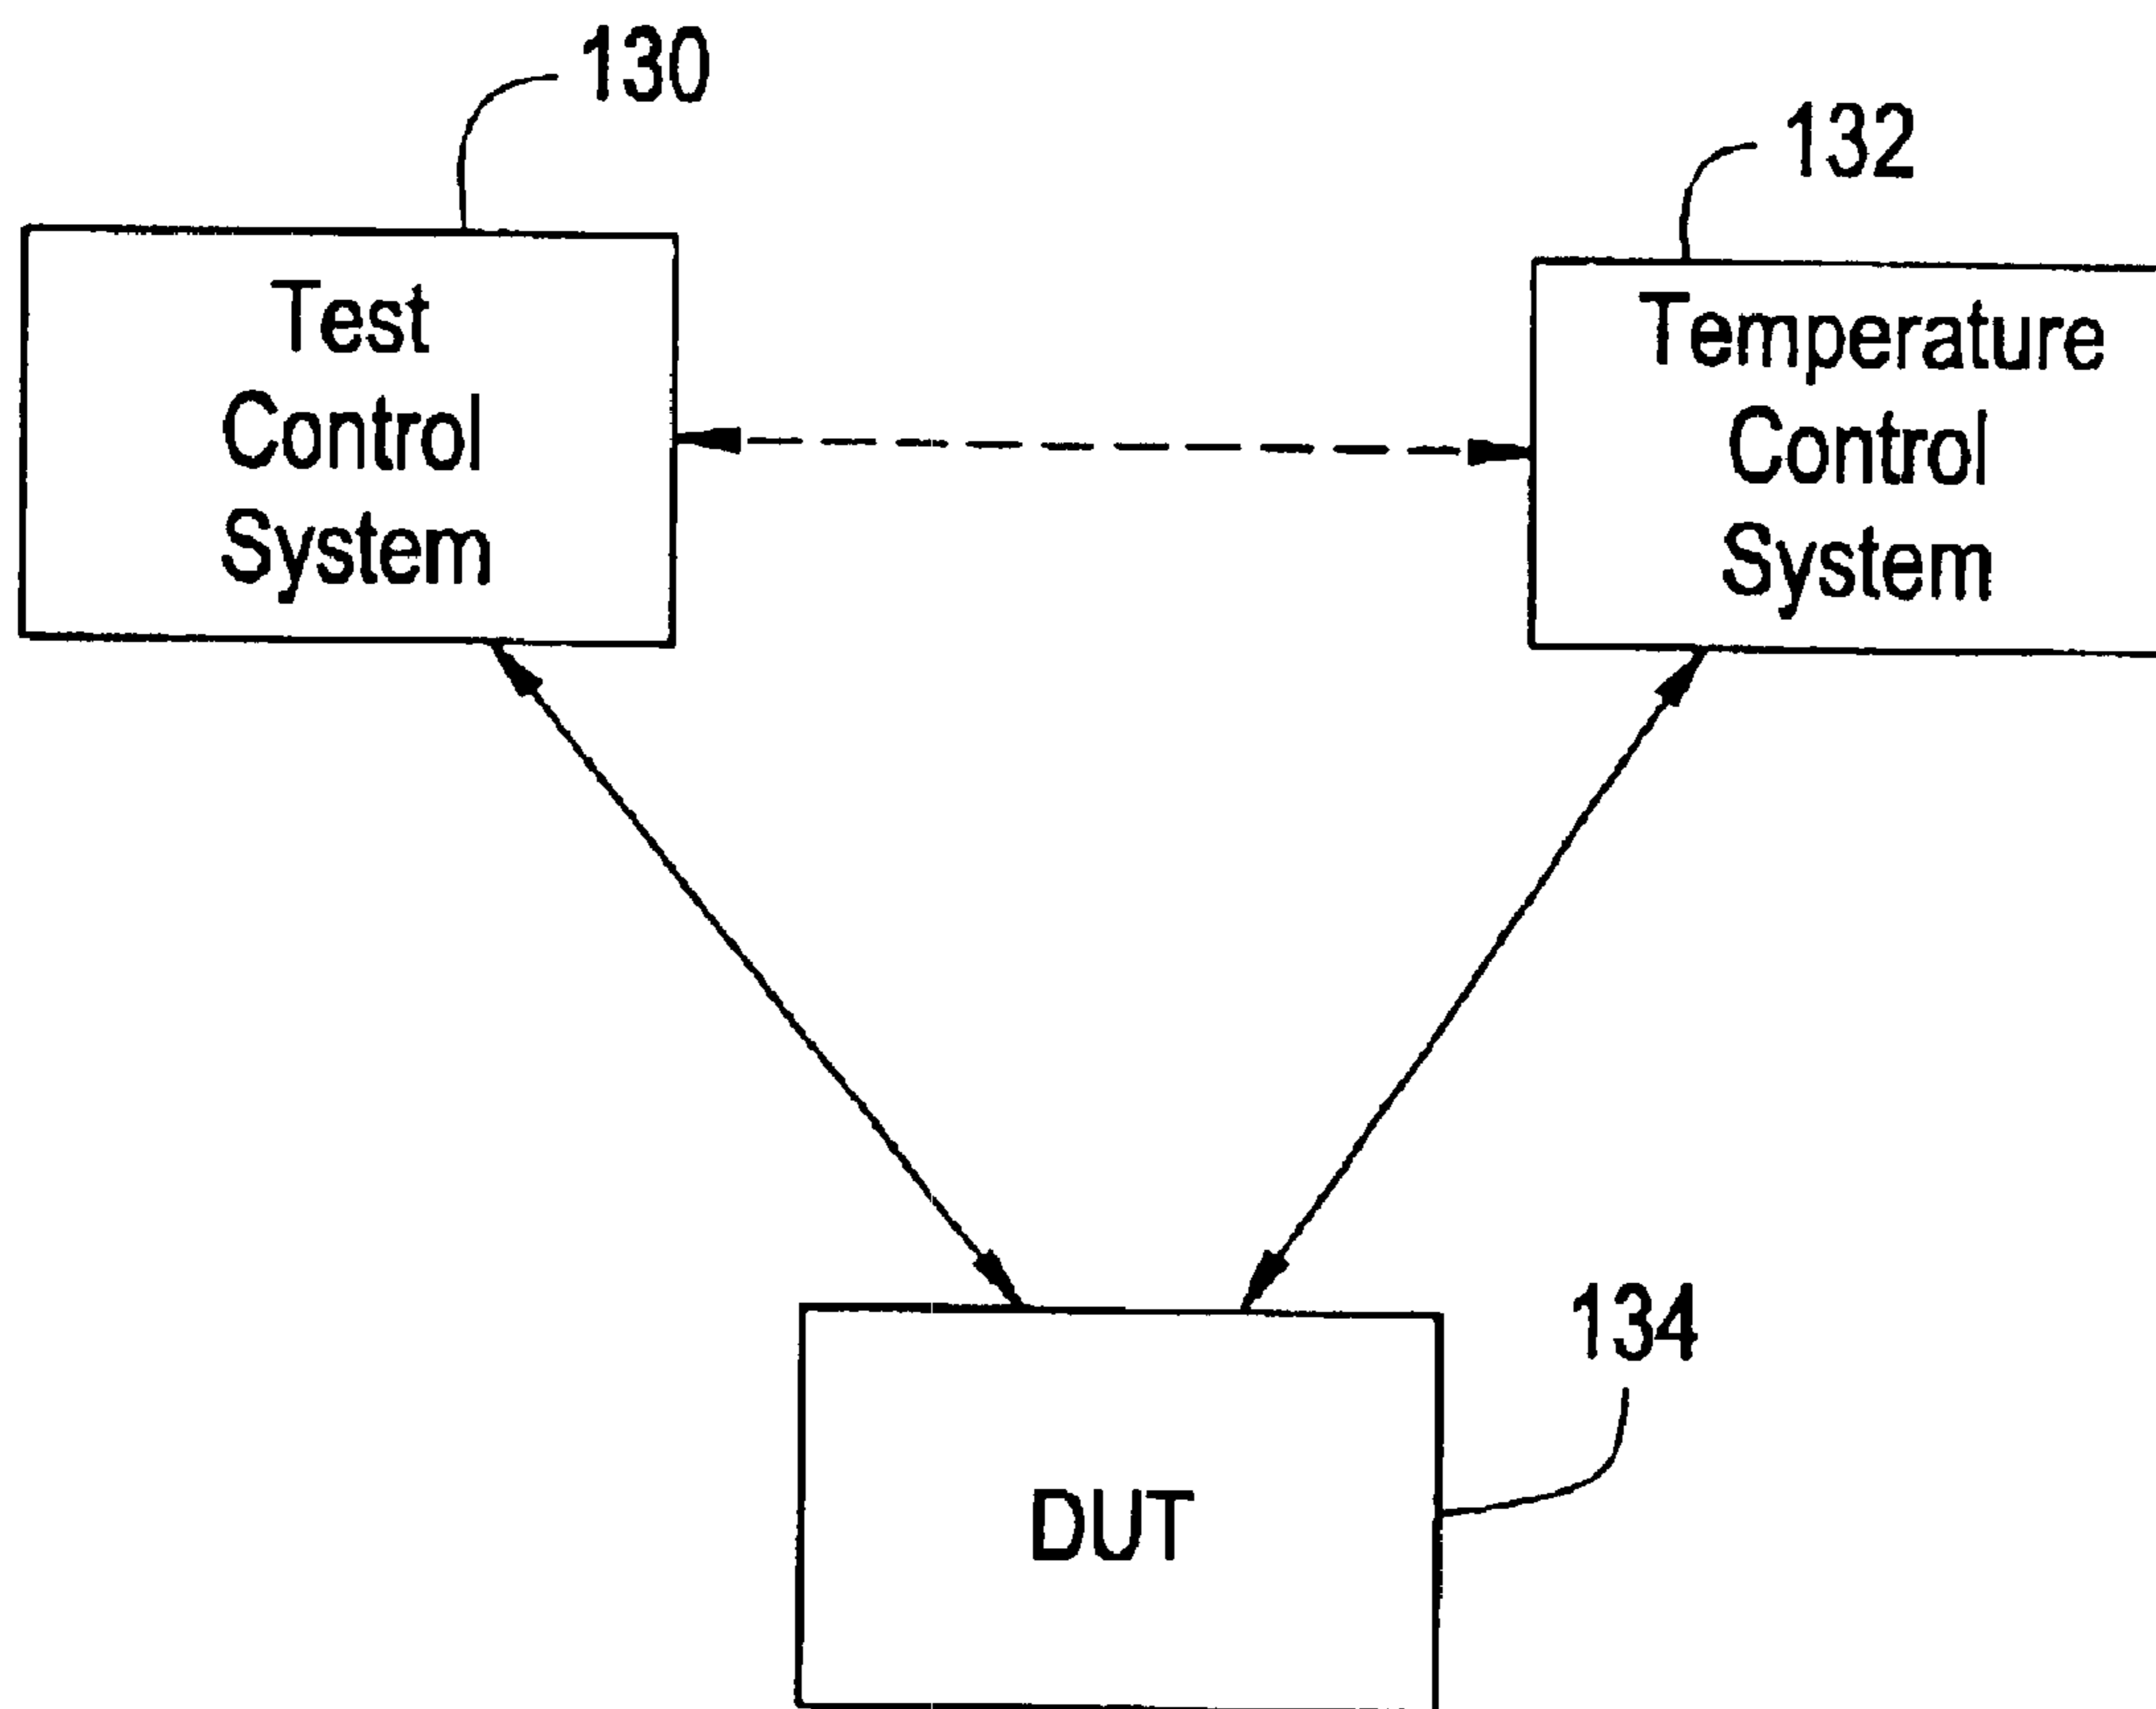 130
132
Test
Control
System
Temperature
Control
System
134
DUT